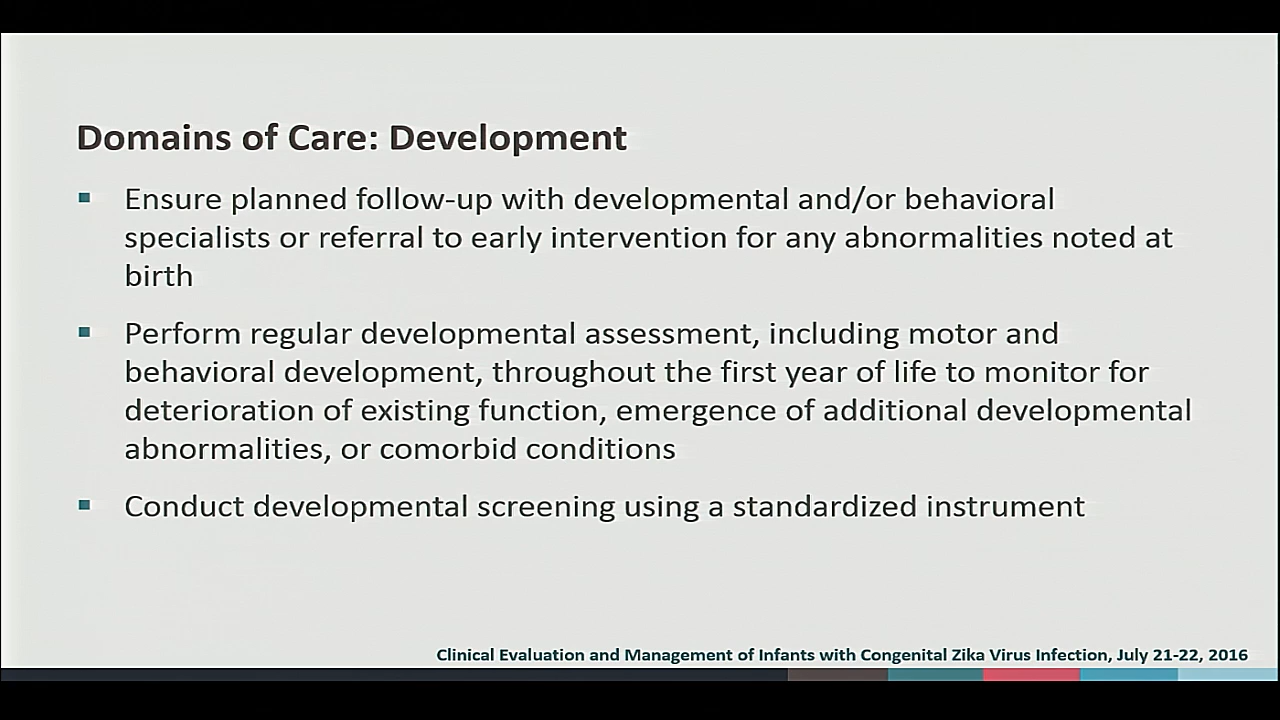 Domains of Care: Development
Ensure planned follow-up with developmental and/or behavioral
specialists or referral to early intervention for any abnormalities noted at
birth
Perform regular developmental assessment, including motor and
behavioral development, throughout the first year of life to monitor for
deterioration of existing function, emergence of additional developmental
abnormalities, or comorbid conditions
Conduct developmental screening using a standardized instrument
Clinical Evaluation and Management of Infants with Congenital Zika Virus Infection, July 21-22, 2016